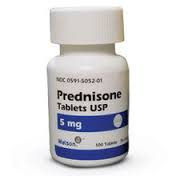 NDC 0591-5052-01
Prednisone
Tablets USP
5 mg
Watson
100 Tablets